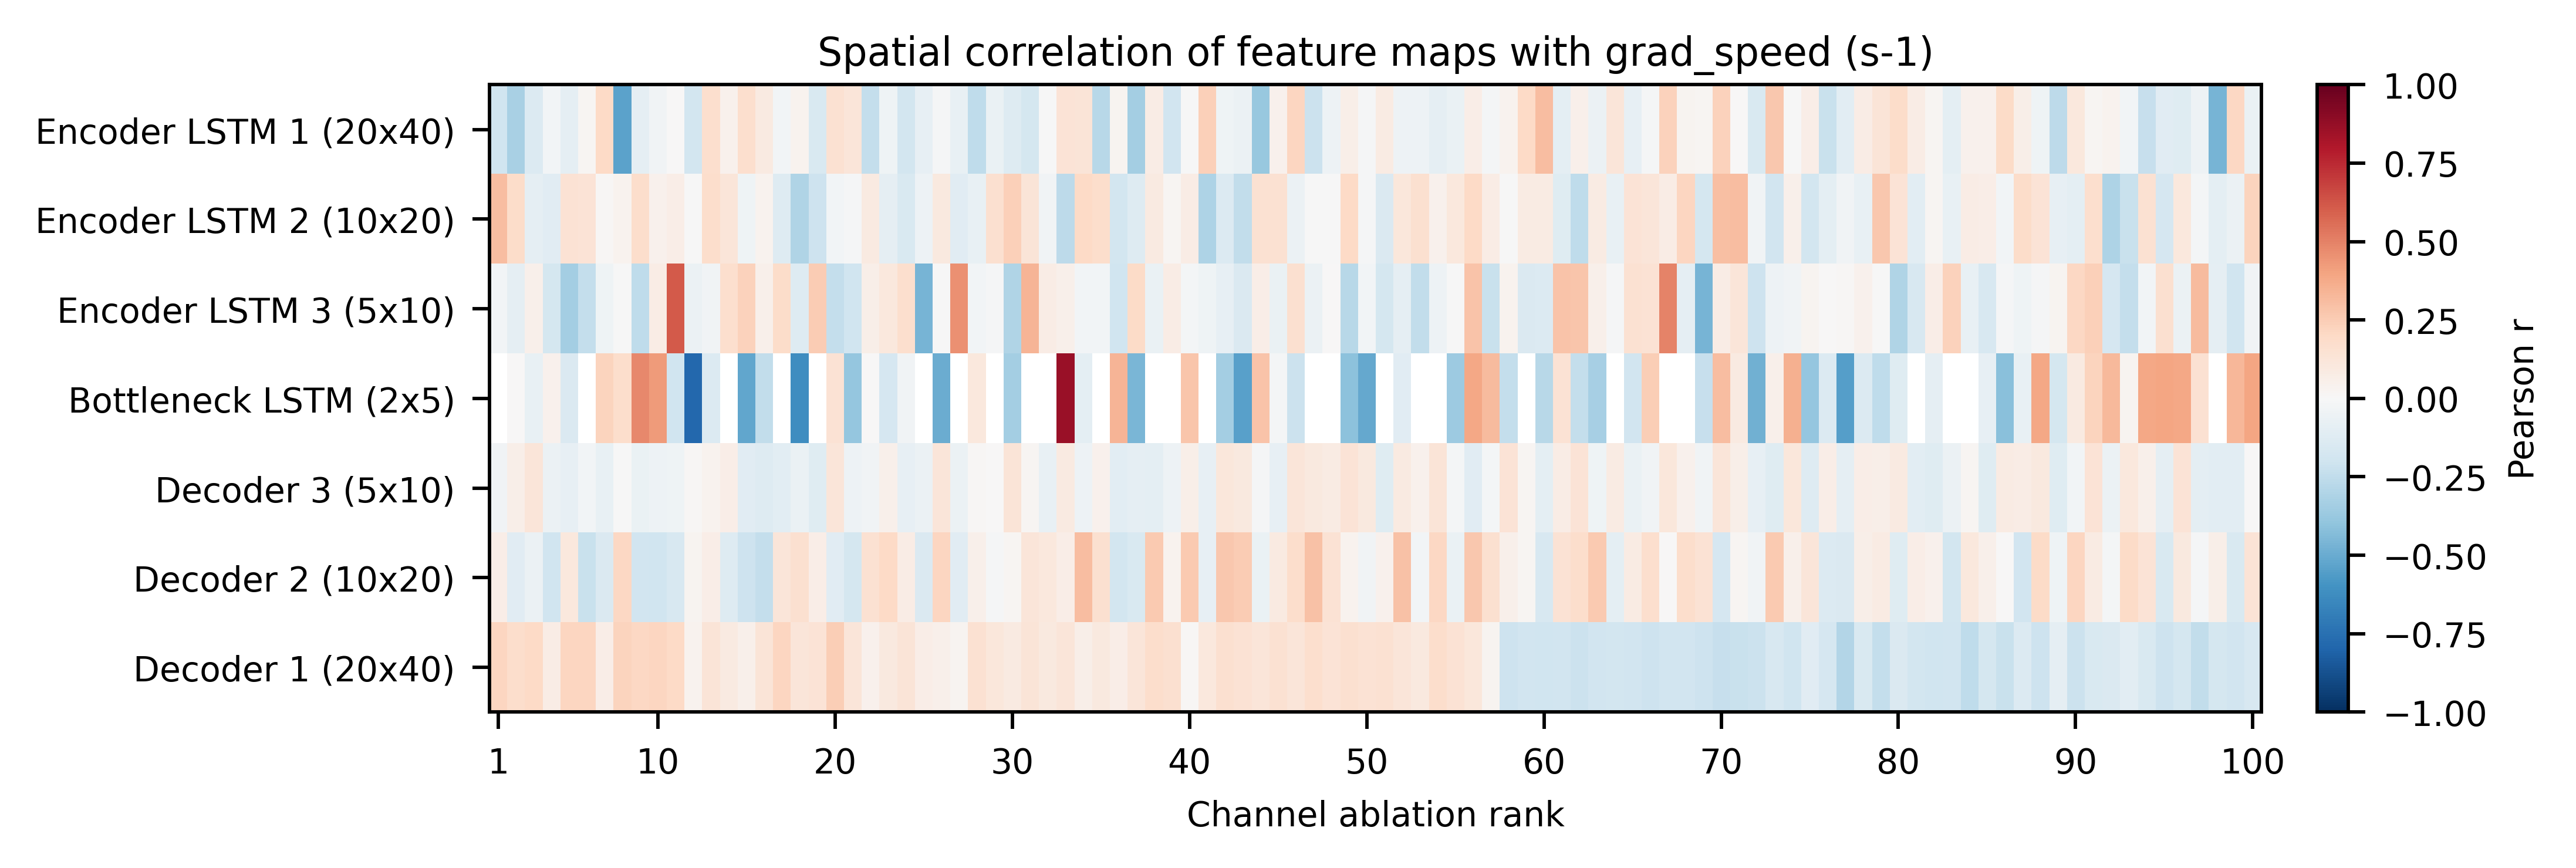 Spatial correlation of feature maps with grad_speed (s-1)
Encoder LSTM 1 (20x40)
Encoder LSTM 2 (10x20)
Encoder LSTM 3 (5x10)
Bottleneck LSTM (2x5)
Decoder 3 (5x10)
Decoder 2 (10x20)
Decoder 1 (20x40)
1 10 20 30 40 50 60 70 80 90 100
Channel ablation rank
1.00
0.75
0.50
0.25
0.00
−0.25
−0.50
−0.75
−1.00
Pearson r